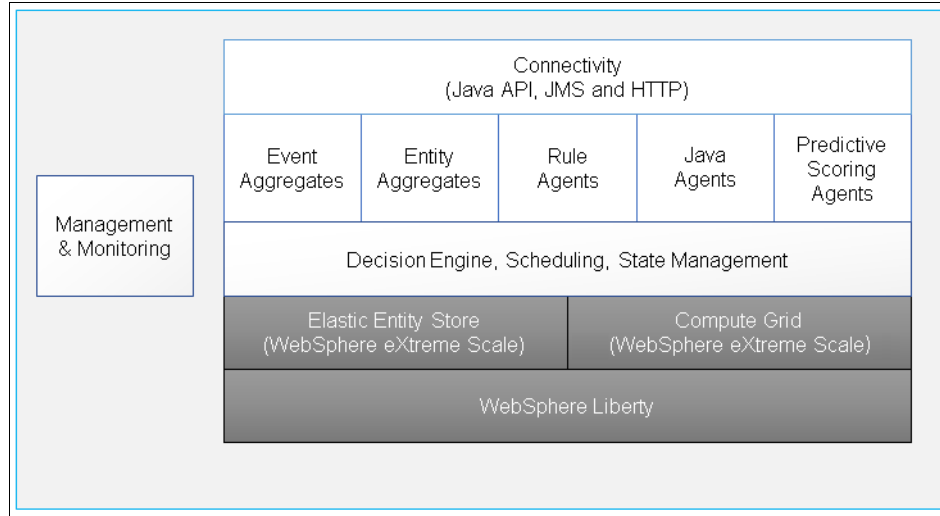 Connectivity
(Java API, JMS and HTTP)
Event
Aggregates
Entity
Aggregates
Rule
Agents
Java
Agents
Predictive
Scoring
Agents
Management
& Monitoring
Decision Engine, Scheduling, State Management
Elastic Entity Store
(WebSphere eXtreme Scale)
Compute Grid
(WebSphere eXtreme Scale)
WebSphere Liberty